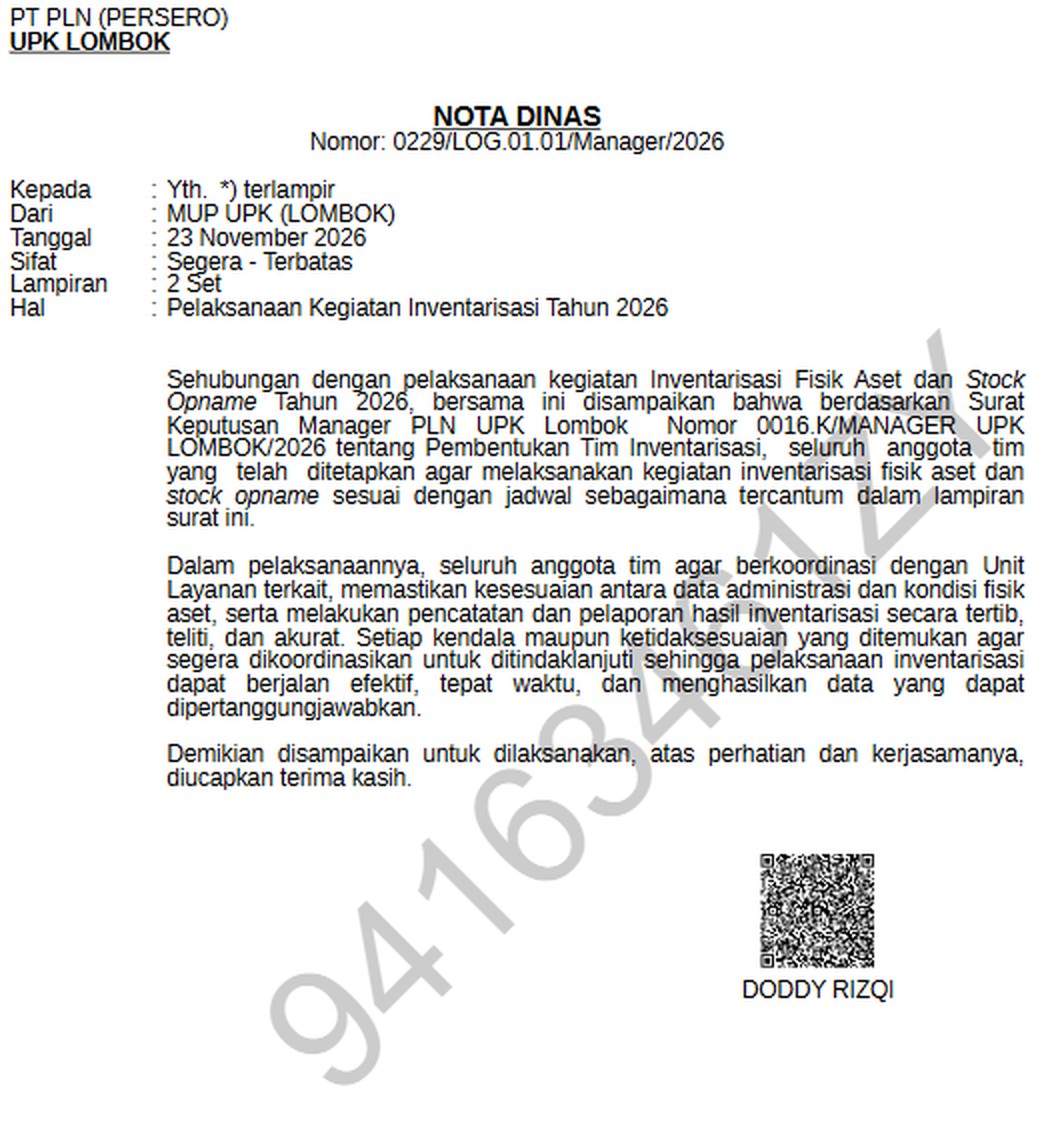 PT PLN (PERSERO)
UPK LOMBOK
NOTA DINAS
Nomor: 0229/LOG.01.01/Manager/2026
Kepada : Yth. *) terlampir
Dari : MUP UPK (LOMBOK)
Tanggal : 23 November 2026
Sifat : Segera - Terbatas
Lampiran : 2 Set
Hal : Pelaksanaan Kegiatan Inventarisasi Tahun 2026
Sehubungan dengan pelaksanaan kegiatan Inventarisasi Fisik Aset dan Stock
Opname Tahun 2026, bersama ini disampaikan bahwa berdasarkan Surat
Keputusan Manager PLN UPK Lombok Nomor 0016.K/MANAGER UPK
LOMBOK/2026 tentang Pembentukan Tim Inventarisasi, seluruh anggota tim
yang telah ditetapkan agar melaksanakan kegiatan inventarisasi fisik aset dan
stock opname sesuai dengan jadwal sebagaimana tercantum dalam lampiran
surat ini.
Dalam pelaksanaannya, seluruh anggota tim agar berkoordinasi dengan Unit
Layanan terkait, memastikan kesesuaian antara data administrasi dan kondisi fisik
aset, serta melakukan pencatatan dan pelaporan hasil inventarisasi secara tertib,
teliti, dan akurat. Setiap kendala maupun ketidaksesuaian yang ditemukan agar
segera dikoordinasikan untuk ditindaklanjuti sehingga pelaksanaan inventarisasi
dapat berjalan efektif, tepat waktu, dan menghasilkan data yang dapat
dipertanggungjawabkan.
Demikian disampaikan untuk dilaksanakan, atas perhatian dan kerjasamanya,
diucapkan terima kasih.
DODDY RIZQI
94163461ZY